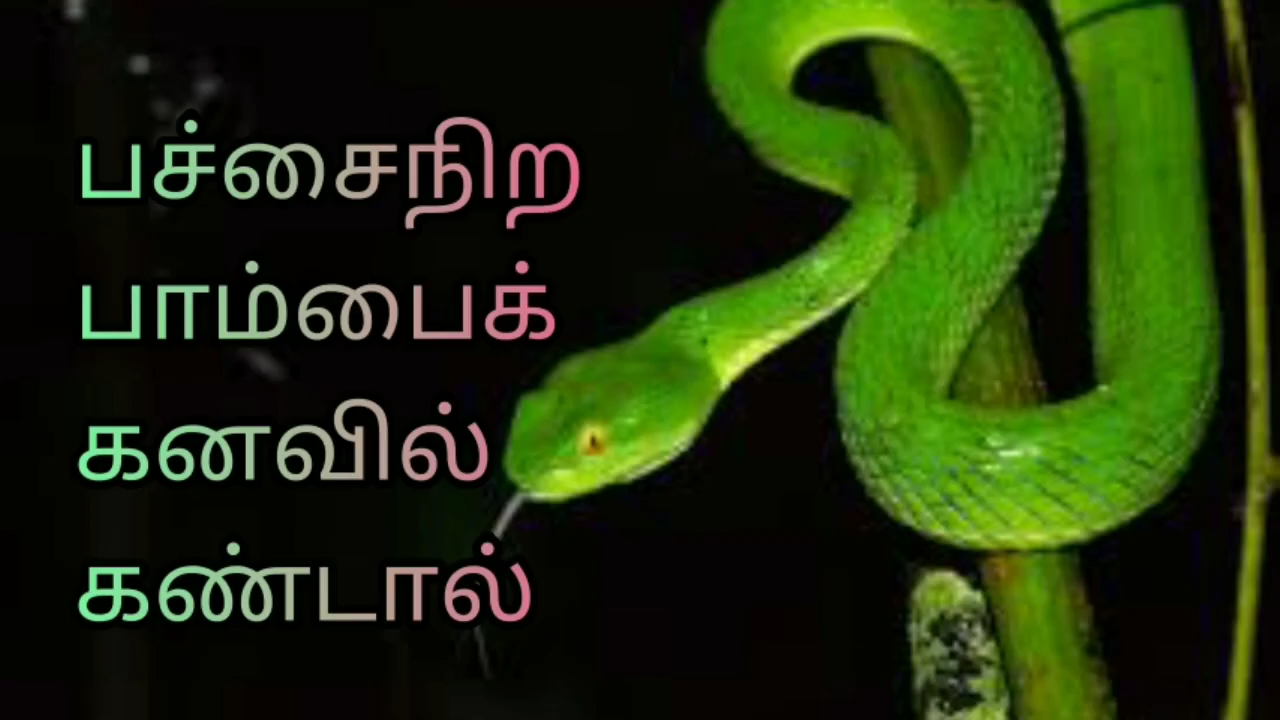 பச்சைநிற
பாம்பைக்
கனவில்
கண்டால்